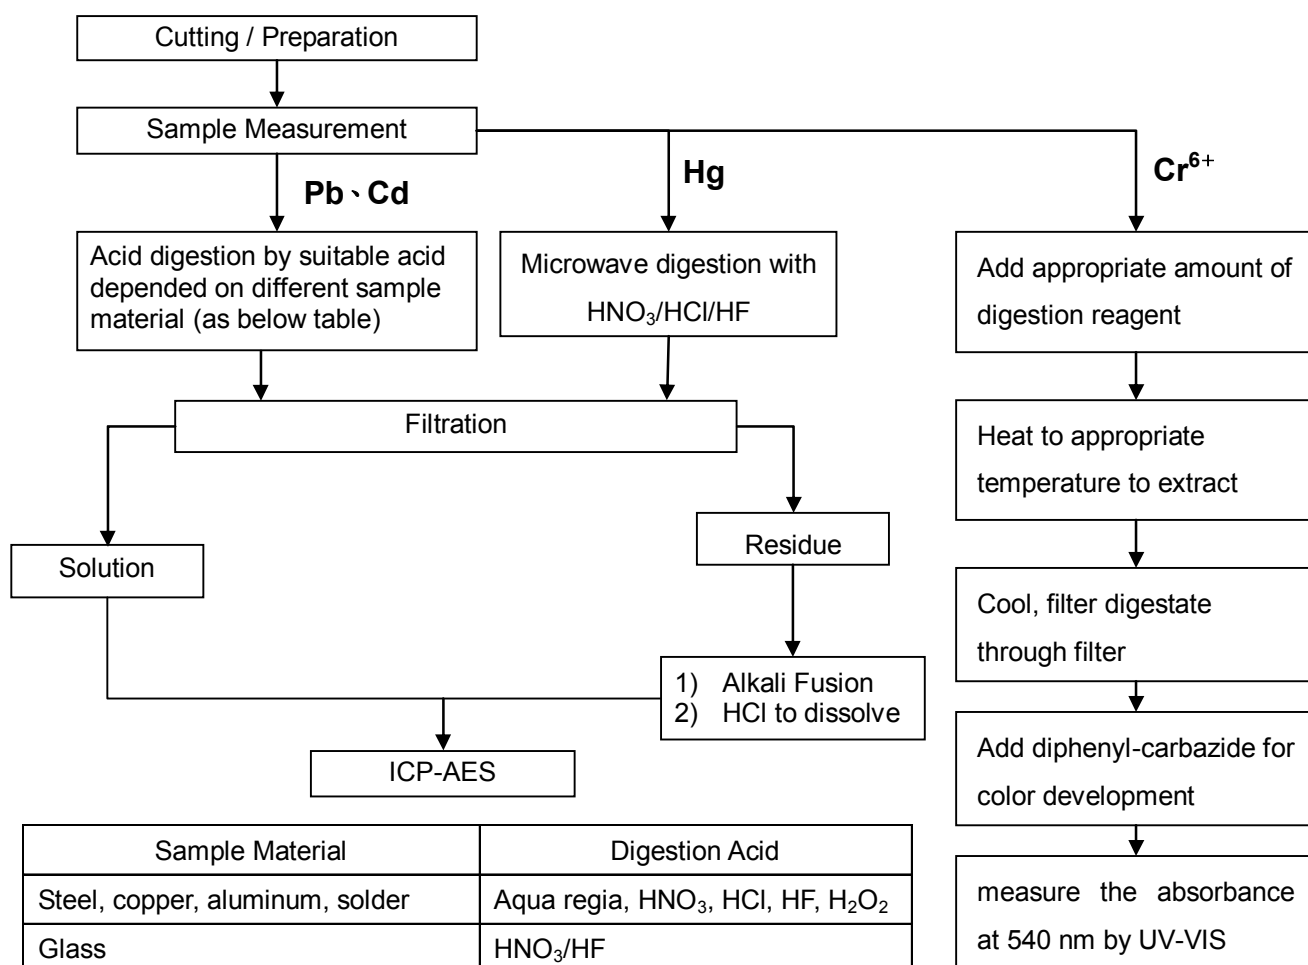 Cutting / Preparation
Sample Measurement
Pb、Cd
Hg
Cr⁶⁺
Acid digestion by suitable acid
depended on different sample
material (as below table)
Microwave digestion with
HNO₃/HCl/HF
Add appropriate amount of
digestion reagent
Filtration
Heat to appropriate
temperature to extract
Solution
Residue
Cool, filter digestate
through filter
1) Alkali Fusion
2) HCl to dissolve
ICP-AES
Add diphenyl-carbazide for
color development
measure the absorbance
at 540 nm by UV-VIS
Sample Material Digestion Acid
Steel, copper, aluminum, solder Aqua regia, HNO₃, HCl, HF, H₂O₂
Glass HNO₃/HF